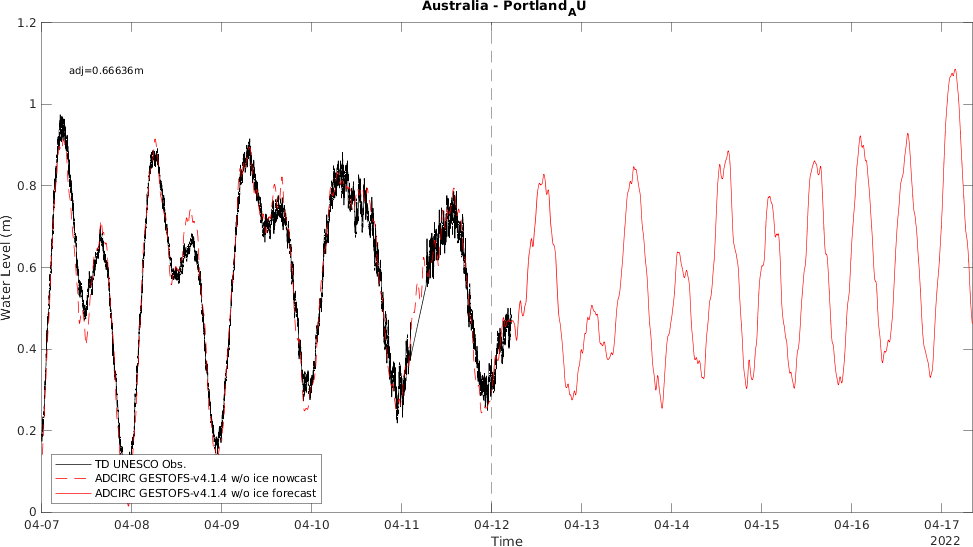 Australia - PortlandAU
1.2
1
0.8
0.6
0.4
0.2
0
Water Level (m)
adj=0.66636m
TD UNESCO Obs.
ADCIRC GESTOFS-v4.1.4 w/o ice nowcast
ADCIRC GESTOFS-v4.1.4 w/o ice forecast
04-07 04-08 04-09 04-10 04-11 04-12 04-13 04-14 04-15 04-16 04-17
Time
2022